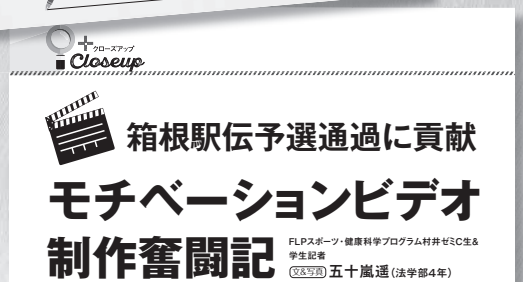 +クローズアップ
Closeup
箱根駅伝予選通過に貢献
モチベーションビデオ
制作奮闘記
FLPスポーツ・健康科学プログラム村井ゼミC生&
学生記者
文&写真 五十嵐遥(法学部4年)